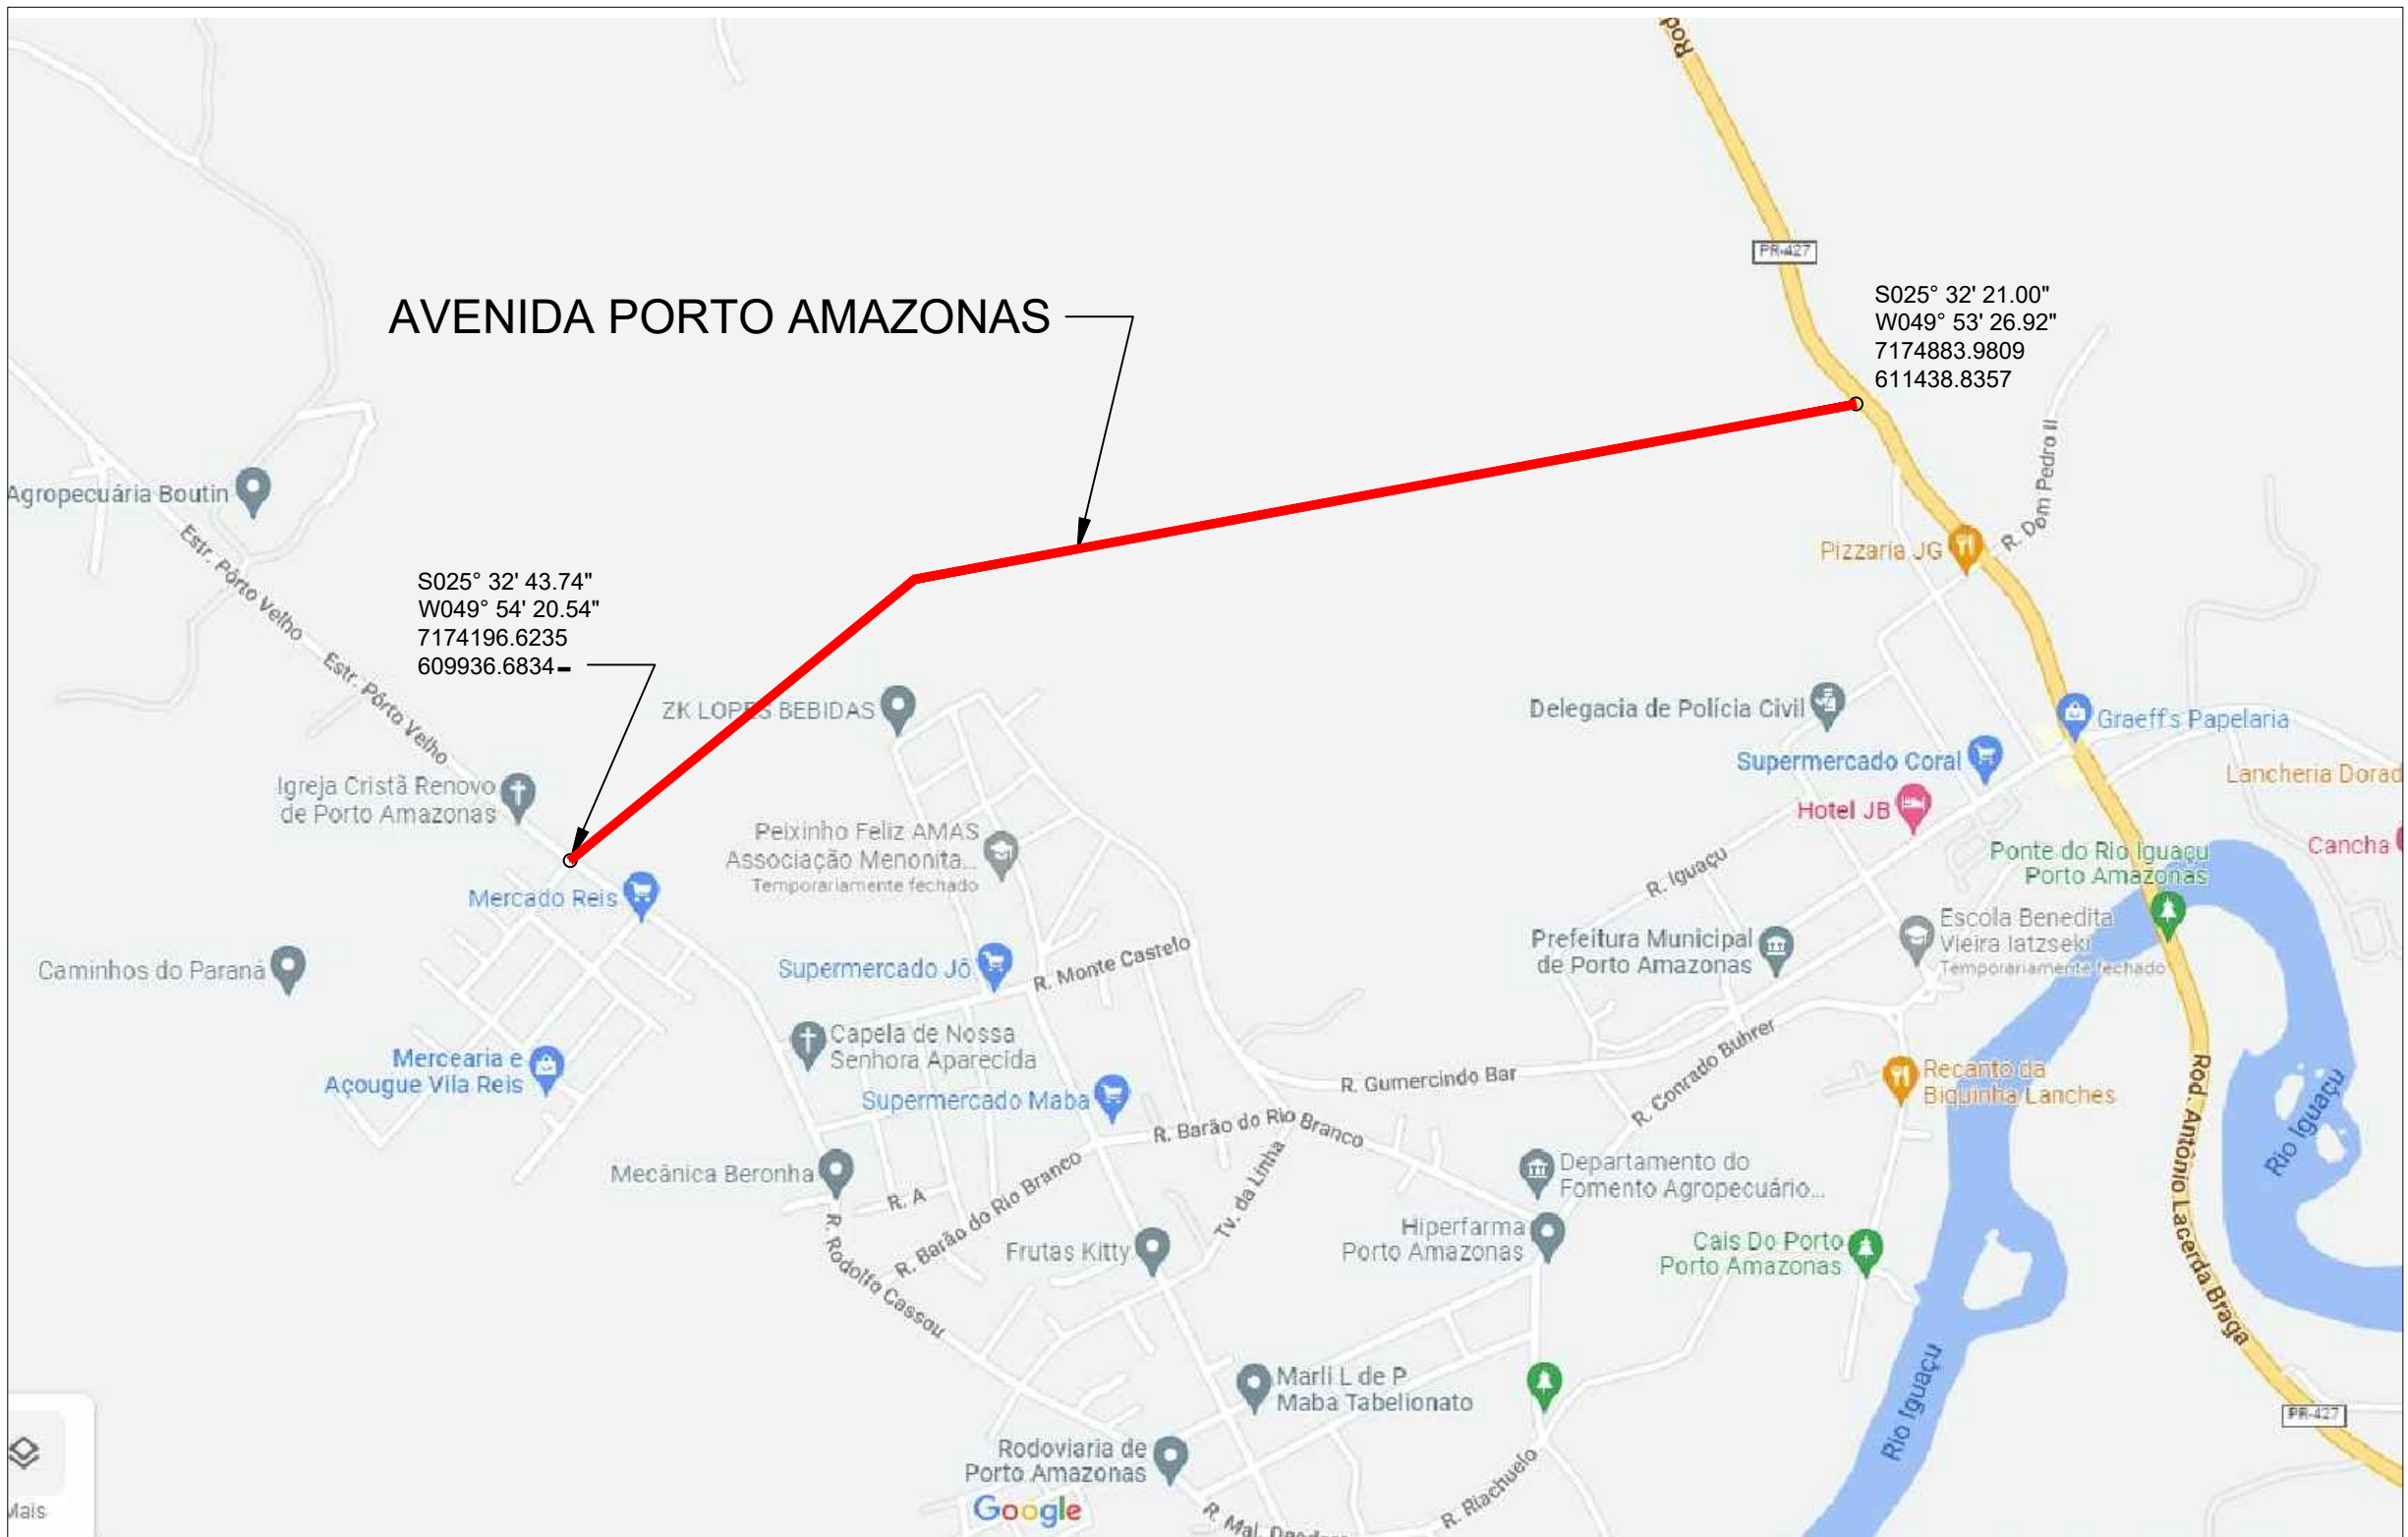 Rod
PR-427
AVENIDA PORTO AMAZONAS
S025° 32' 21.00"
W049° 53' 26.92"
7174883.9809
611438.8357
R. Dom Pedro II
Agropecuária Boutin
Pizzaria JG
Estr. Pôrto Velho
S025° 32' 43.74"
W049° 54' 20.54"
7174196.6235
609936.6834
Estr. Pôrto Velho
ZK LOPES BEBIDAS
Delegacia de Polícia Civil
Graeff's Papelaria
Supermercado Coral
Lancheria Dorad
Igreja Cristã Renovo
de Porto Amazonas
Hotel JB
Peixinho Feliz AMAS
Associação Menonita...
Temporariamente fechado
Cancha
Ponte do Rio Iguaçu
Porto Amazonas
R. Iguaçu
Mercado Reis
Escola Benedita
Vieira Iatzseki
Temporariamente fechado
Prefeitura Municipal
de Porto Amazonas
Caminhos do Paraná
Supermercado Jô
R. Monte Castelo
Capela de Nossa
Senhora Aparecida
Mercearia e
Açougue Vila Reis
R. Gumercindo Bar
R. Conrado Buhrer
Recanto da
Biquinha Lanches
Supermercado Maba
R. Barão do Rio Branco
Rio Iguaçu
Rod. Antônio Lacerda Braga
Mecânica Beronha
R. A
R. Barão do Rio Branco
Tv. da Linha
Departamento do
Fomento Agropecuário...
R. Rodolfo Cassou
Frutas Kitty
Hiperfarma
Porto Amazonas
Cais Do Porto
Porto Amazonas
Marli L de P
Maba Tabelionato
Rio Iguaçu
PR-427
Rodoviaria de
Porto Amazonas
R. Riachuelo
Mais
Google
R. Mal.